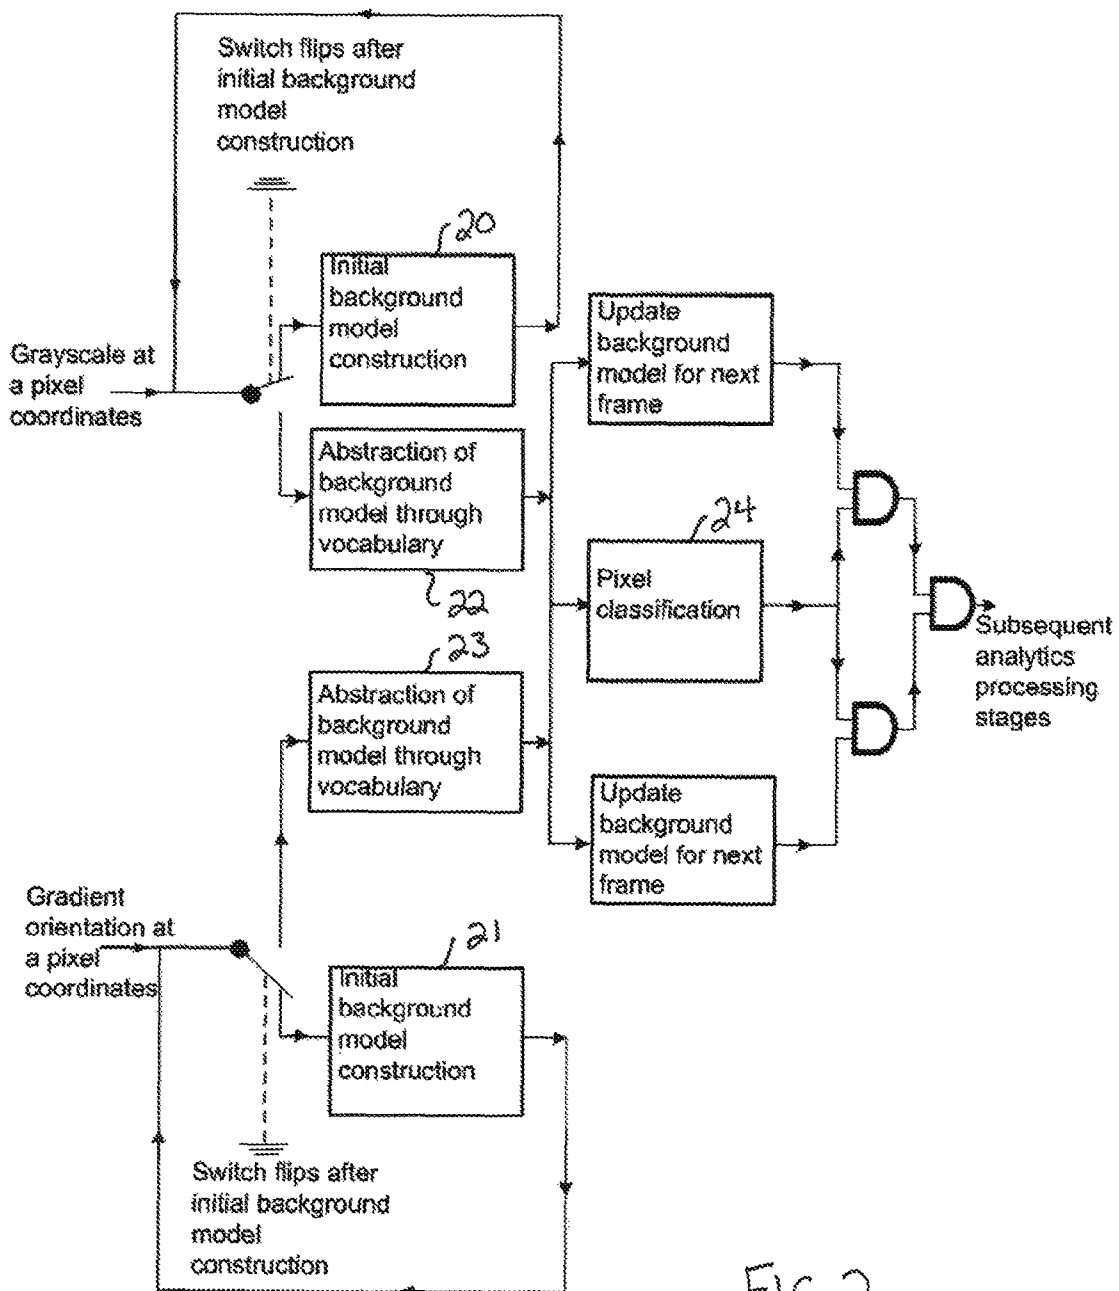 Switch flips after
initial background
model
construction
20
Initial
background
model
construction
Grayscale at
a pixel
coordinates
Update
background
model for next
frame
Abstraction of
background
model through
vocabulary
22
24
Pixel
classification
Subsequent
analytics
processing
stages
23
Abstraction of
background
model through
vocabulary
Update
background
model for next
frame
Gradient
orientation at
a pixel
coordinates
21
Initial
background
model
construction
Switch flips after
initial background
model
construction
FIG. 2